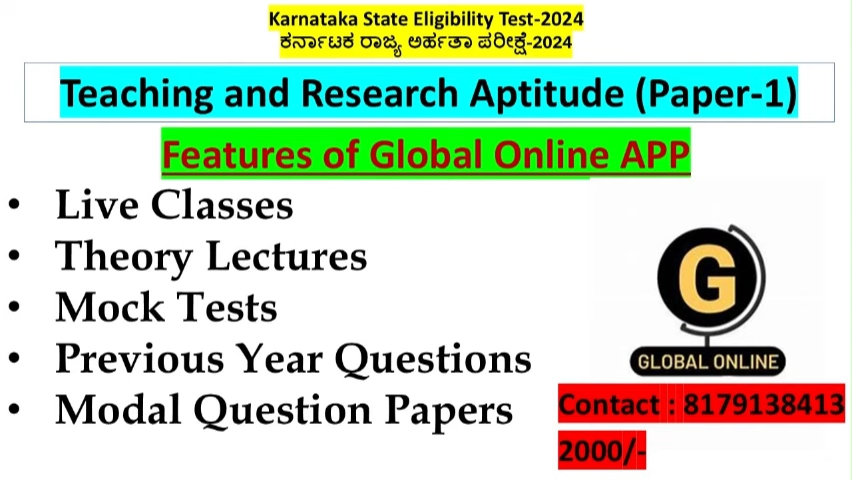 Karnataka State Eligibility Test-2024
ಕರ್ನಾಟಕ ರಾಜ್ಯ ಅರ್ಹತಾ ಪರೀಕ್ಷೆ-2024
Teaching and Research Aptitude (Paper-1)
Features of Global Online APP
• Live Classes
• Theory Lectures
• Mock Tests
• Previous Year Questions
• Modal Question Papers
G
GLOBAL ONLINE
Contact : 8179138413
2000/-